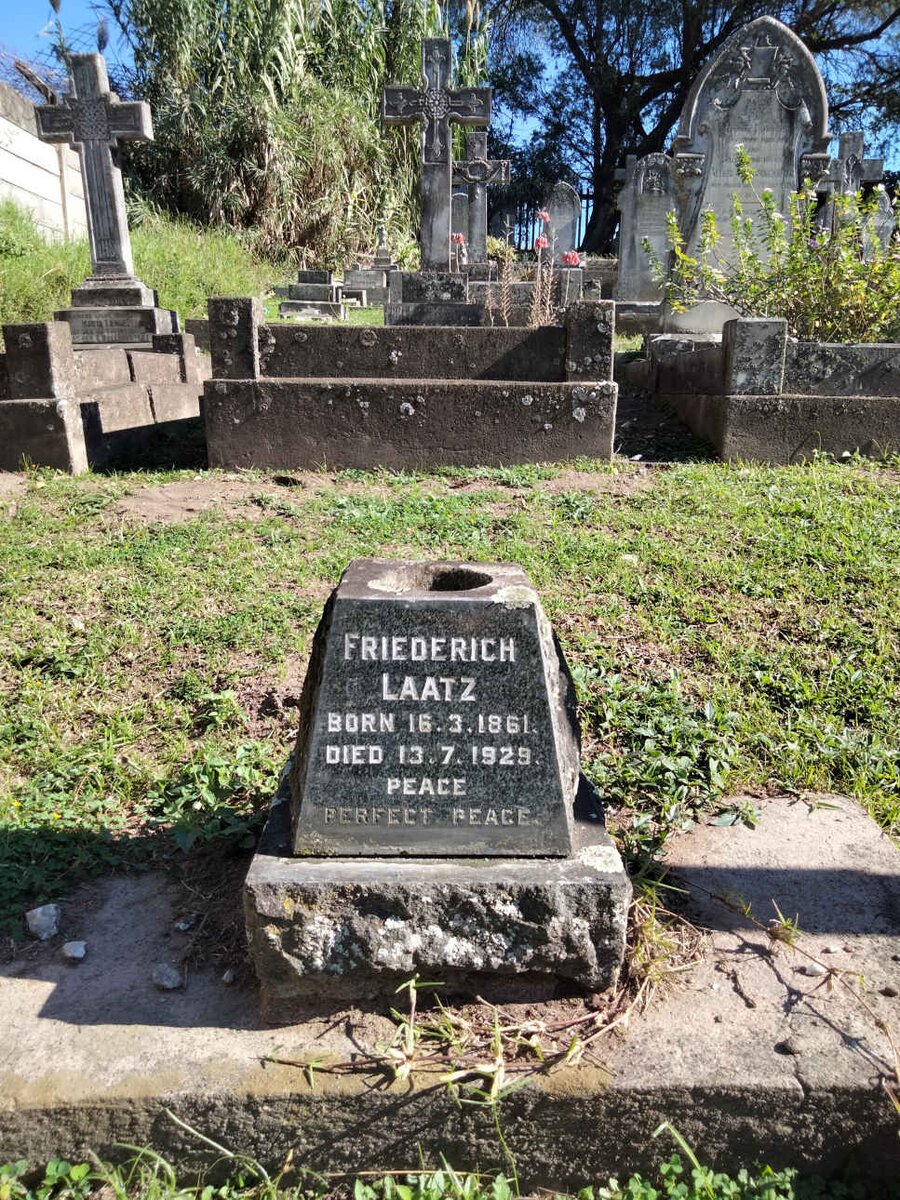 FRIEDERICH
LAATZ
BORN 16.3.1861.
DIED 13.7.1929.
PEACE
PERFECT PEACE.